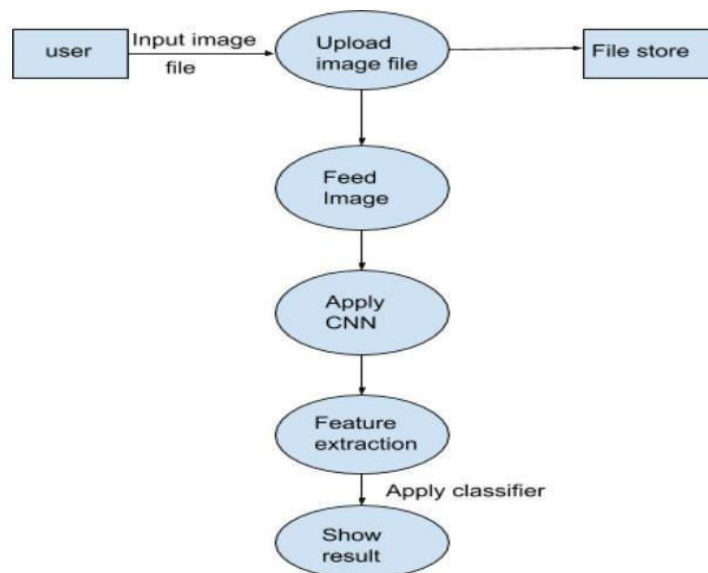 user
Input image
file
Upload
image file
File store
Feed
Image
Apply
CNN
Feature
extraction
Apply classifier
Show
result